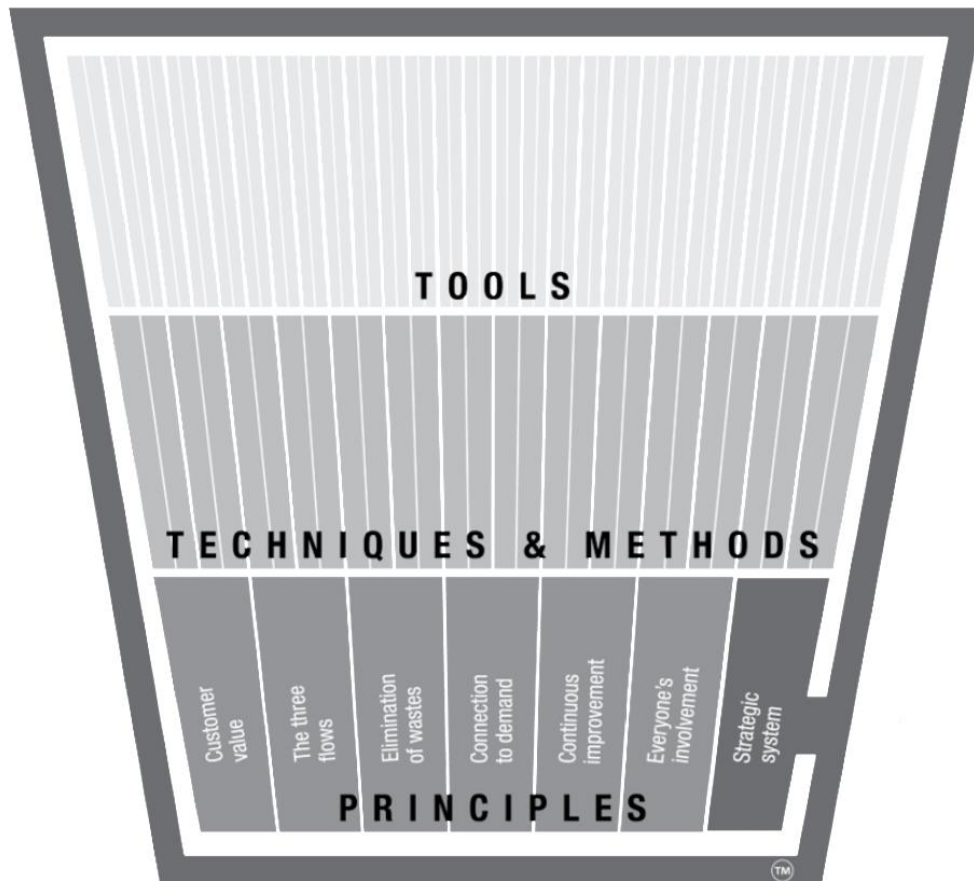 TOOLS
TECHNIQUES & METHODS
Customer
value
The three
flows
Elimination
of wastes
Connection
to demand
Continuous
improvement
Everyone's
involvement
Strategic
system
PRINCIPLES
TM